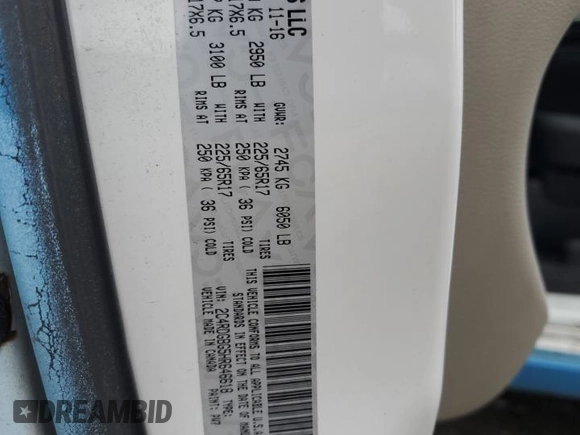 S LLC
11-16 GVWR: 2745 KG 6050 LB
KG 2950 LB WITH 225/65R17 TIRES
17X6.5 RIMS AT 250 KPA ( 36 PSI) COLD
KG 3100 LB WITH 225/65R17 TIRES
17X6.5 RIMS AT 250 KPA ( 36 PSI) COLD
THIS VEHICLE CONFORMS TO ALL APPLICABLE U.S.A
STANDARDS IN EFFECT ON THE DATE OF MANU
VIN: 2C4RDGBG5HR646618 TYPE:
VEHICLE MADE IN CANADA PAINT: PW7
DREAMBID